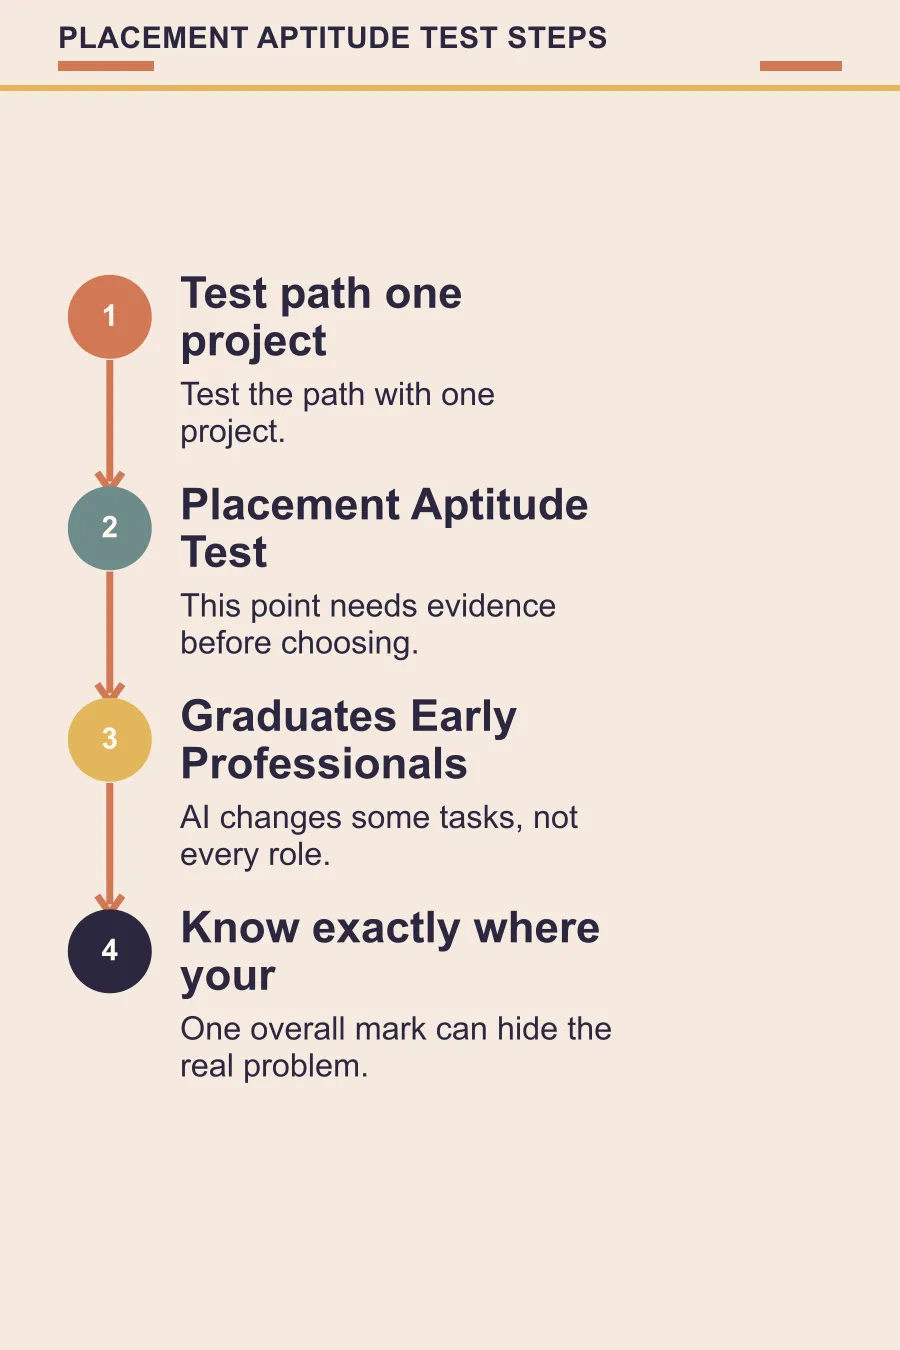 PLACEMENT APTITUDE TEST STEPS
1
Test path one
project
Test the path with one
project.
2
Placement Aptitude
Test
This point needs evidence
before choosing.
3
Graduates Early
Professionals
AI changes some tasks, not
every role.
4
Know exactly where
your
One overall mark can hide the
real problem.